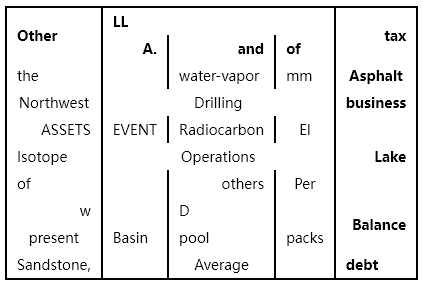 Other LL tax
A. and of
the water-vapor mm Asphalt
Northwest Drilling business
ASSETS EVENT Radiocarbon El
Isotope Operations Lake
of others Per
w D
Balance
present Basin pool packs
Sandstone, Average debt